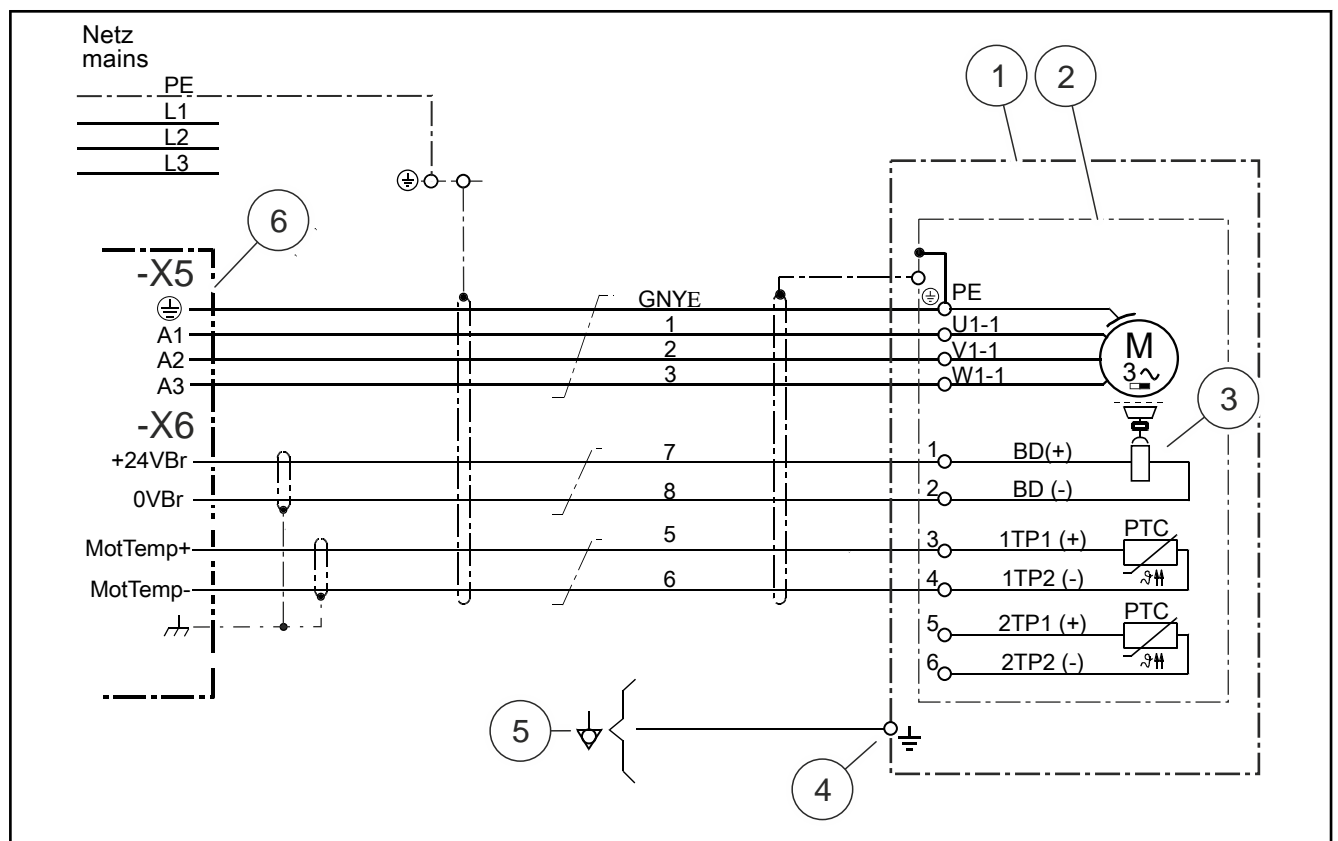 Netz
mains
PE
L1
L2
L3
1
2
6
-X5
GNYE
PE
A1
1
U1-1
A2
2
V1-1
A3
3
W1-1
M
3∿
3
-X6
+24VBr
7
1
BD(+)
0VBr
8
2
BD (-)
MotTemp+
5
3
1TP1 (+)
PTC
ϑ
MotTemp-
6
4
1TP2 (-)
5
2TP1 (+)
PTC
ϑ
6
2TP2 (-)
5
4